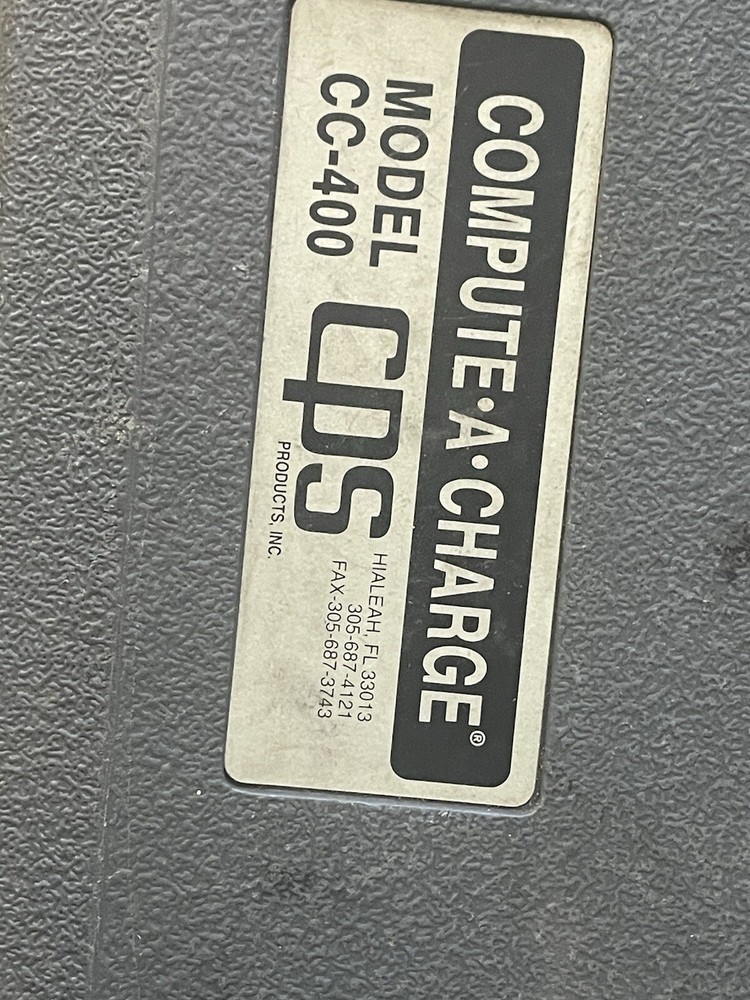 COMPUTE•A•CHARGE®
MODEL
CC-400
cps
PRODUCTS, INC.
HIALEAH, FL 33013
305-687-4121
FAX-305-687-3743